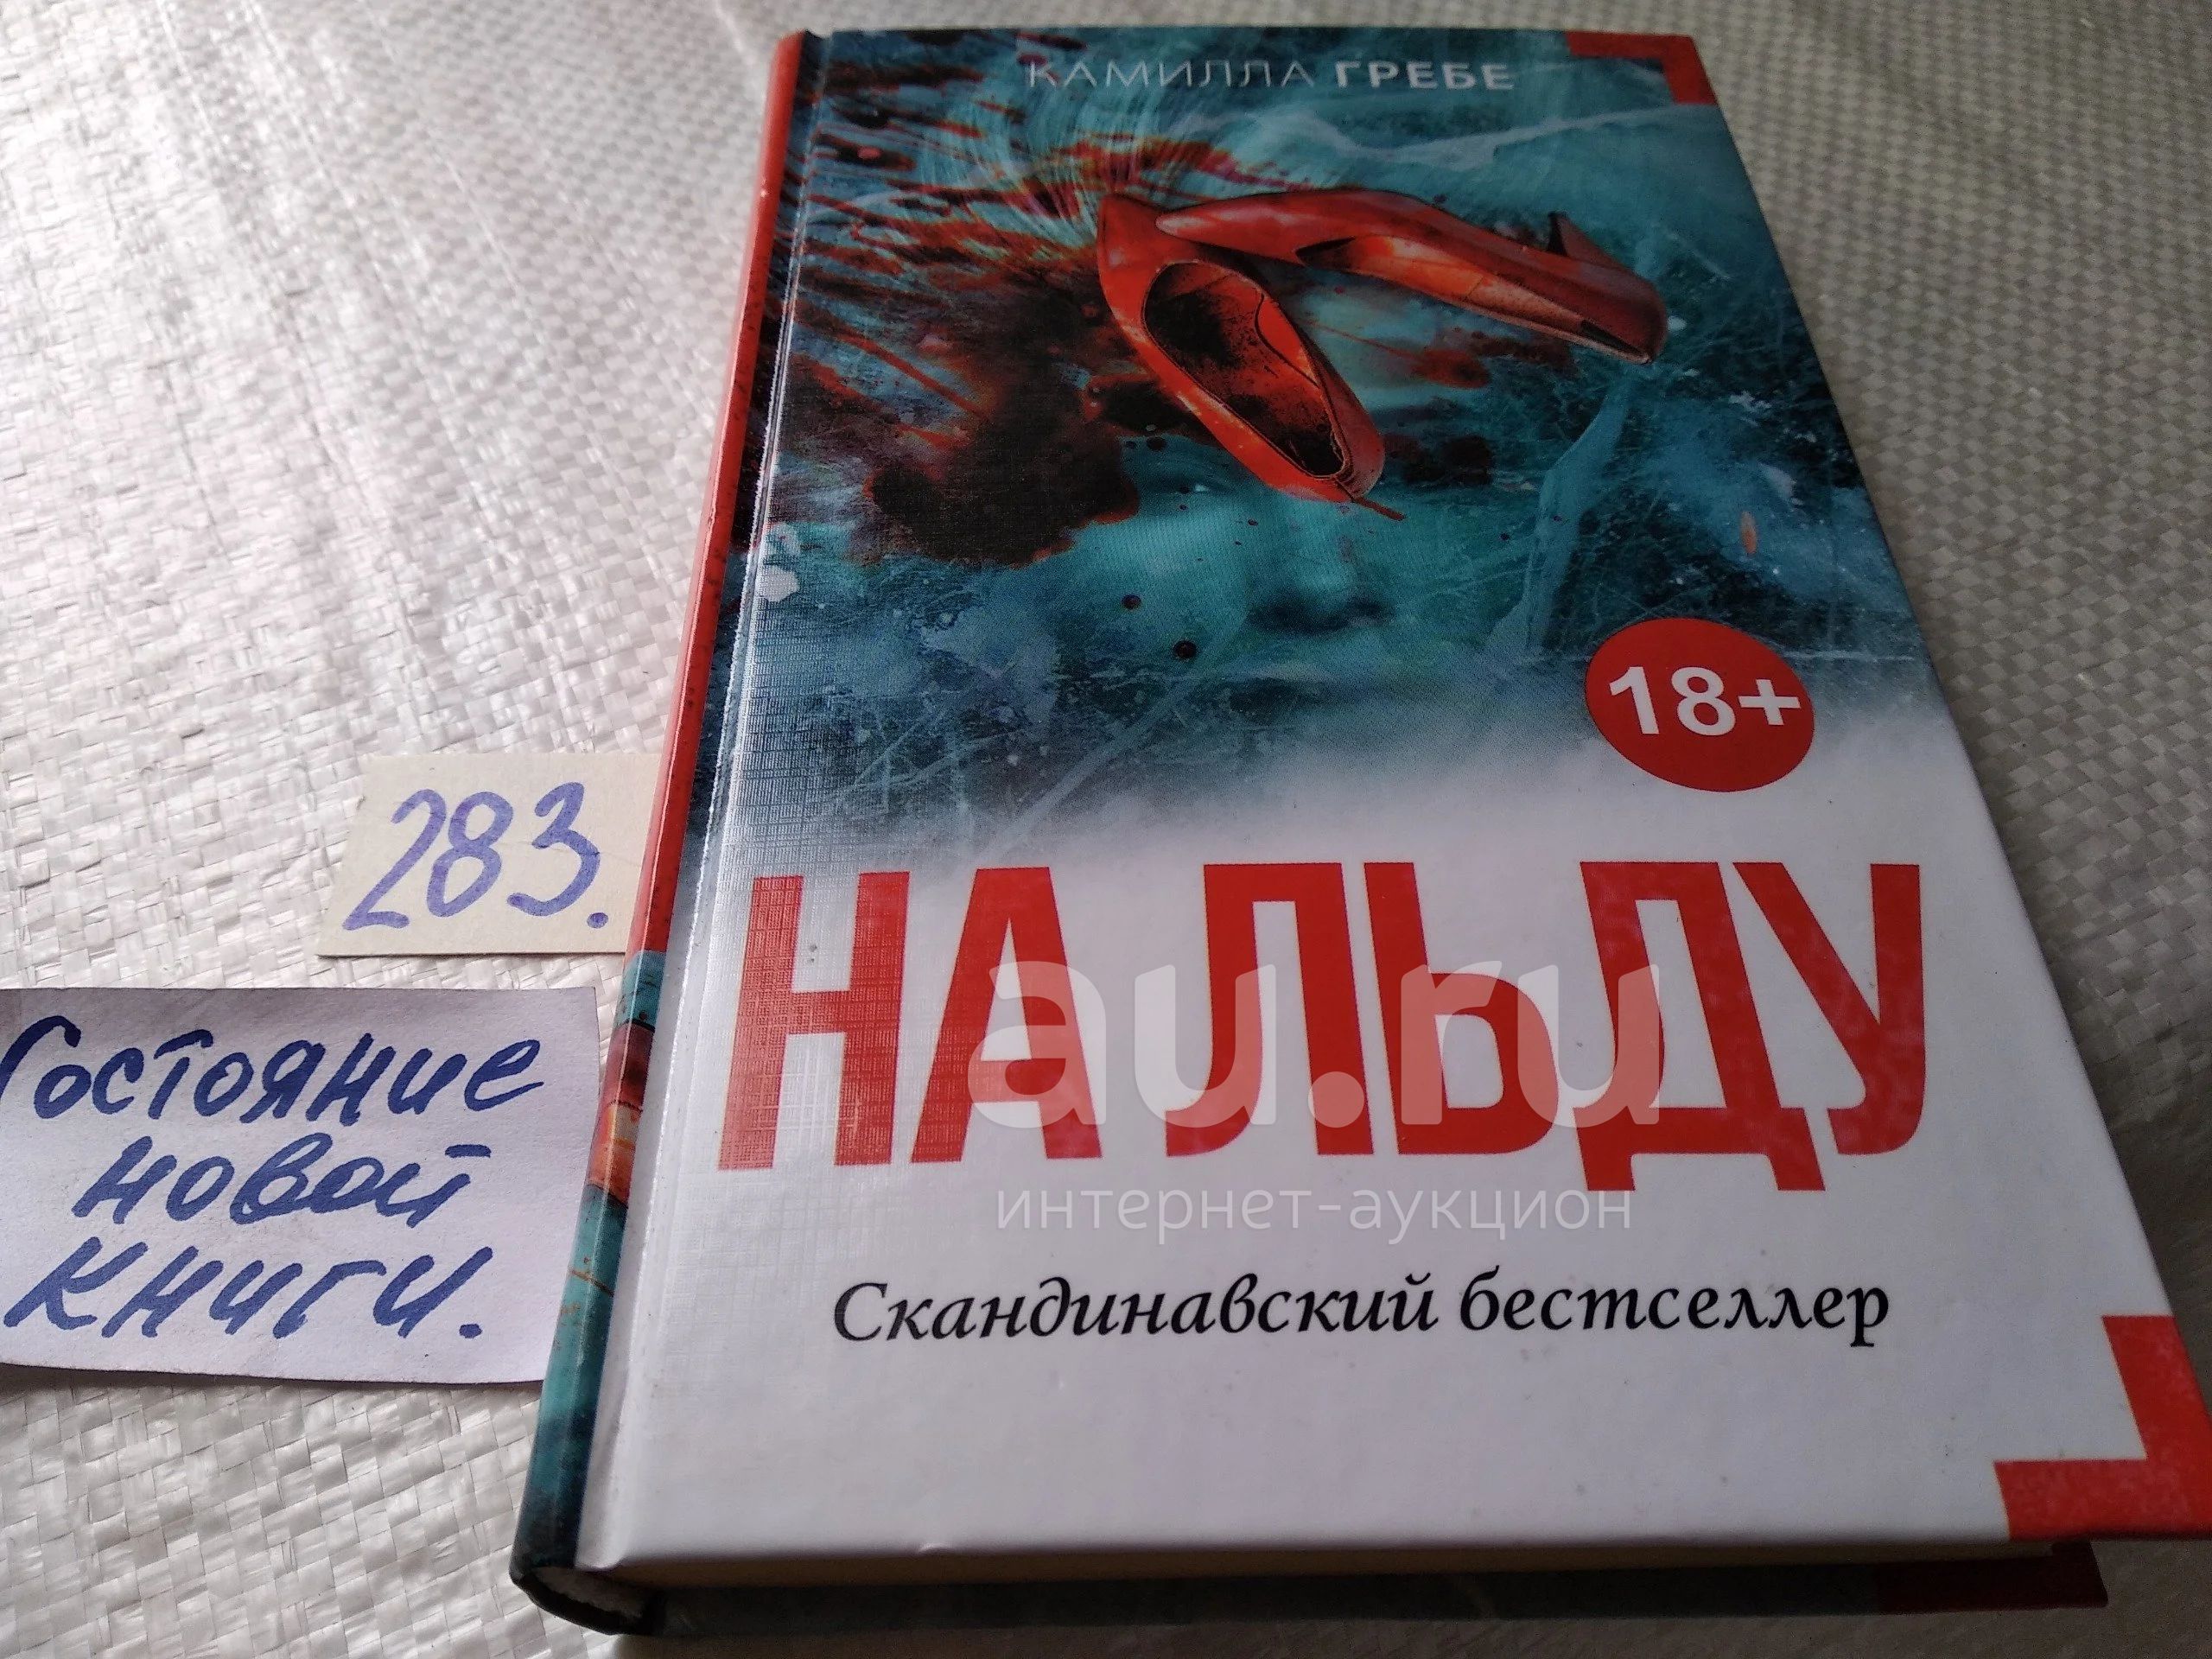 КАМИЛЛА ГРЕБЕ
18+
283.
НА ЛЬДУ
au.ru
интернет-аукцион
Состояние
новой
книги.
Скандинавский бестселлер